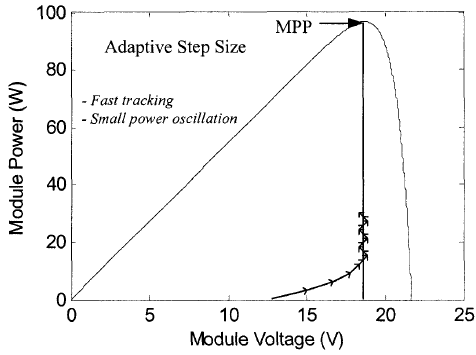 100
80
60
40
20
0
Module Power (W)
Adaptive Step Size
MPP
- Fast tracking
- Small power oscillation
0
5
10
15
20
25
Module Voltage (V)